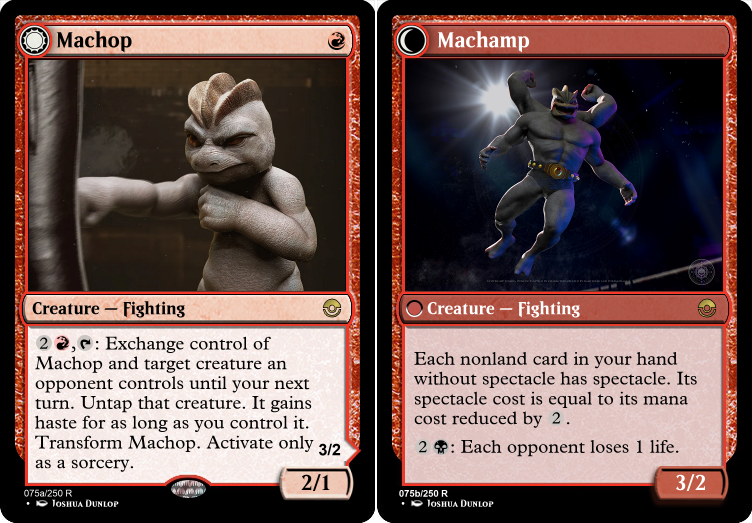 Machop
Creature — Fighting
2 R, T: Exchange control of
Machop and target creature an
opponent controls until your next
turn. Untap that creature. It gains
haste for as long as you control it.
Transform Machop. Activate only
as a sorcery.
3/2
2/1
075a/250 R
• Joshua Dunlop
Machamp
Creature — Fighting
Each nonland card in your hand
without spectacle has spectacle. Its
spectacle cost is equal to its mana
cost reduced by 2.
2 : Each opponent loses 1 life.
3/2
075b/250 R
• Joshua Dunlop